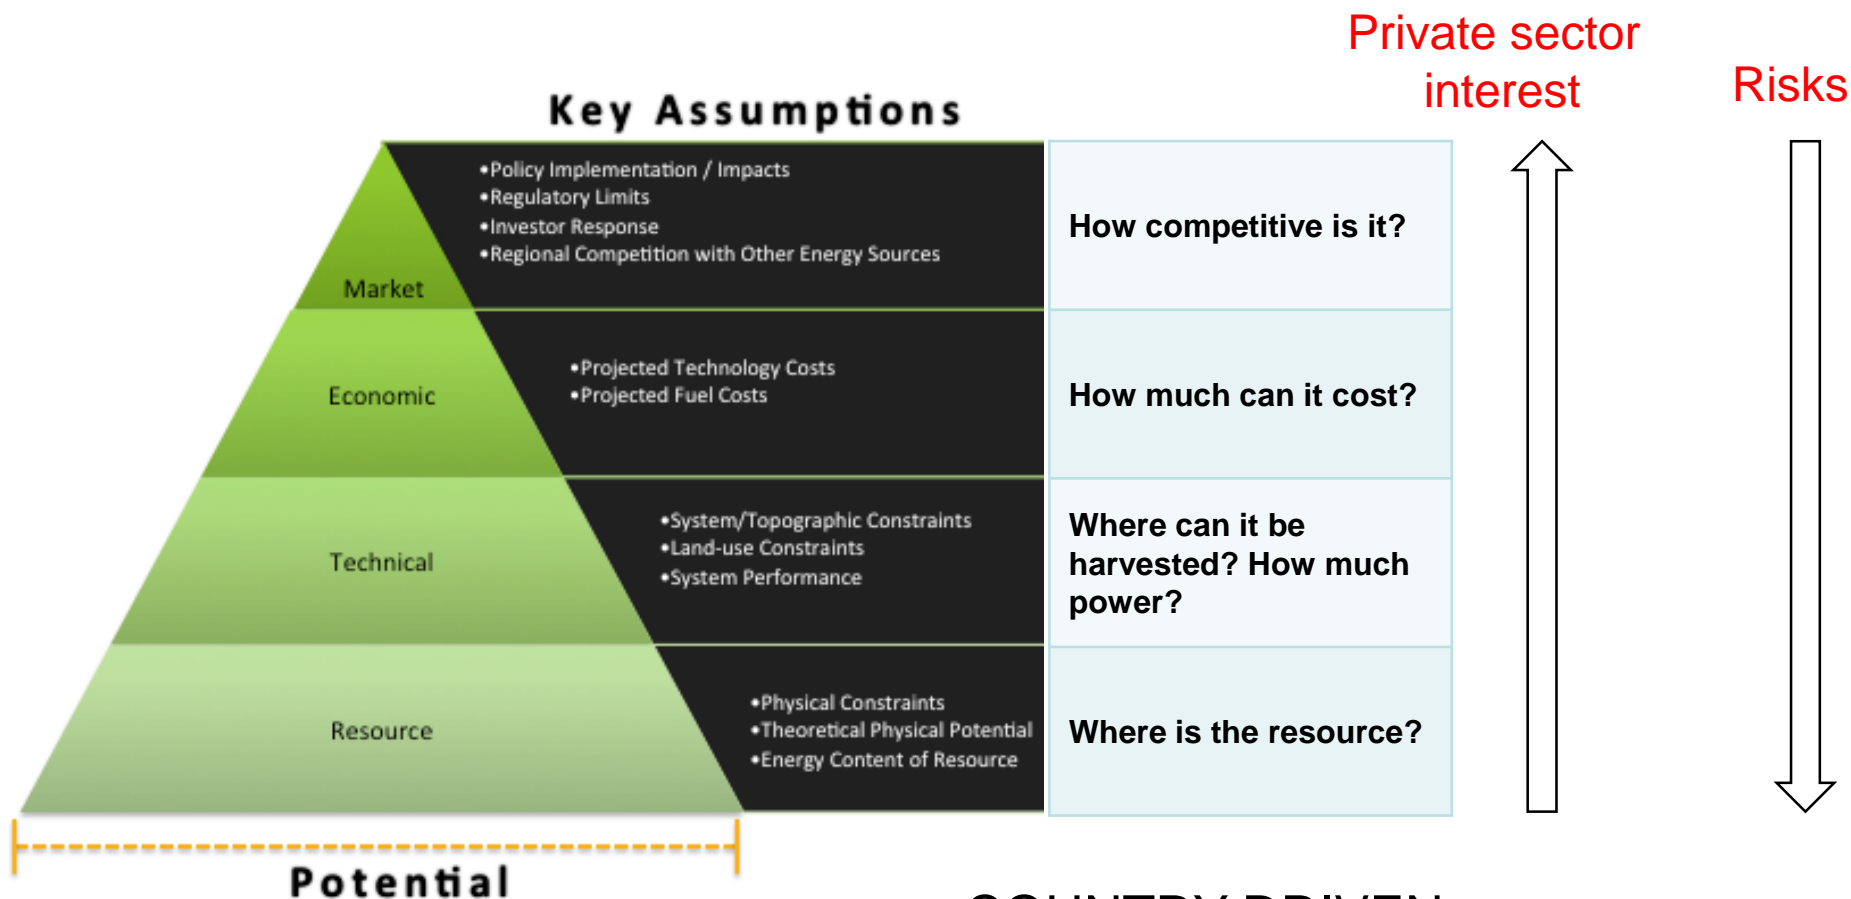 Private sector
interest
Risks
Key Assumptions
•Policy Implementation / Impacts
•Regulatory Limits
•Investor Response
•Regional Competition with Other Energy Sources
How competitive is it?
Market
•Projected Technology Costs
•Projected Fuel Costs
Economic
How much can it cost?
•System/Topographic Constraints
•Land-use Constraints
•System Performance
Technical
Where can it be
harvested? How much
power?
•Physical Constraints
•Theoretical Physical Potential
•Energy Content of Resource
Resource
Where is the resource?
Potential
COUNTRY DRIVEN